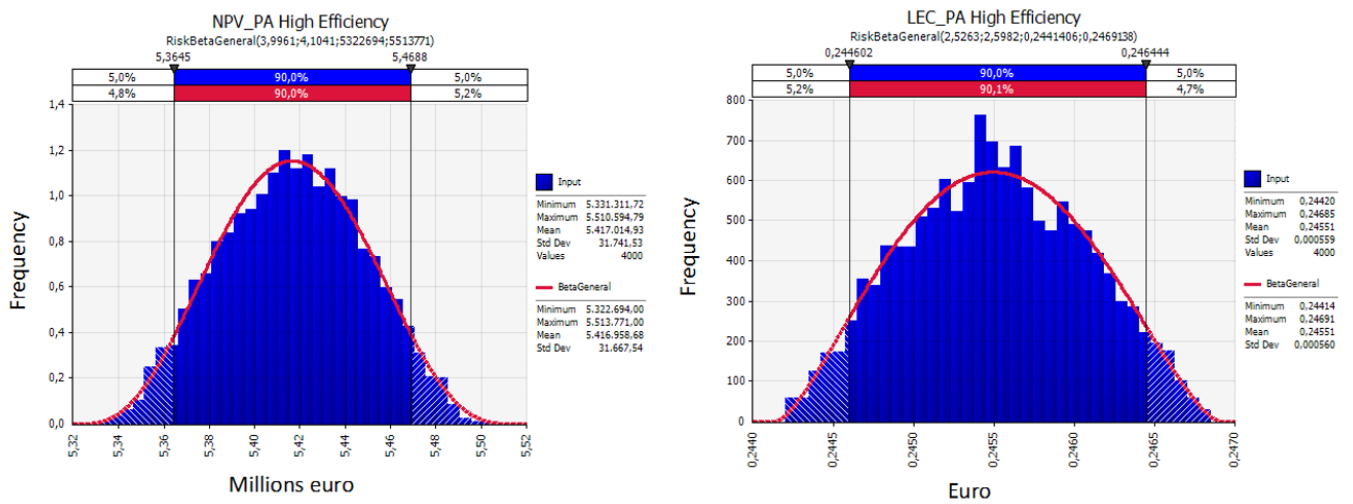 NPV_PA High Efficiency
RiskBetaGeneral(3,9961;4,1041;5322694;5513771)
5,3645 5,4688
5,0% 90,0% 5,0%
4,8% 90,0% 5,2%
1,4
1,2
1,0
0,8
0,6
0,4
0,2
0,0
Frequency
5,32 5,34 5,36 5,38 5,40 5,42 5,44 5,46 5,48 5,50 5,52
Millions euro
Input
Minimum 5.331.311,72
Maximum 5.510.594,79
Mean 5.417.014,93
Std Dev 31.741,53
Values 4000
BetaGeneral
Minimum 5.322.694,00
Maximum 5.513.771,00
Mean 5.416.958,68
Std Dev 31.667,54
LEC_PA High Efficiency
RiskBetaGeneral(2,5263;2,5982;0,2441406;0,2469138)
0,244602 0,246444
5,0% 90,0% 5,0%
5,2% 90,1% 4,7%
800
700
600
500
400
300
200
100
0
Frequency
0,2440 0,2445 0,2450 0,2455 0,2460 0,2465 0,2470
Euro
Input
Minimum 0,24420
Maximum 0,24685
Mean 0,24551
Std Dev 0,000559
Values 4000
BetaGeneral
Minimum 0,24414
Maximum 0,24691
Mean 0,24551
Std Dev 0,000560